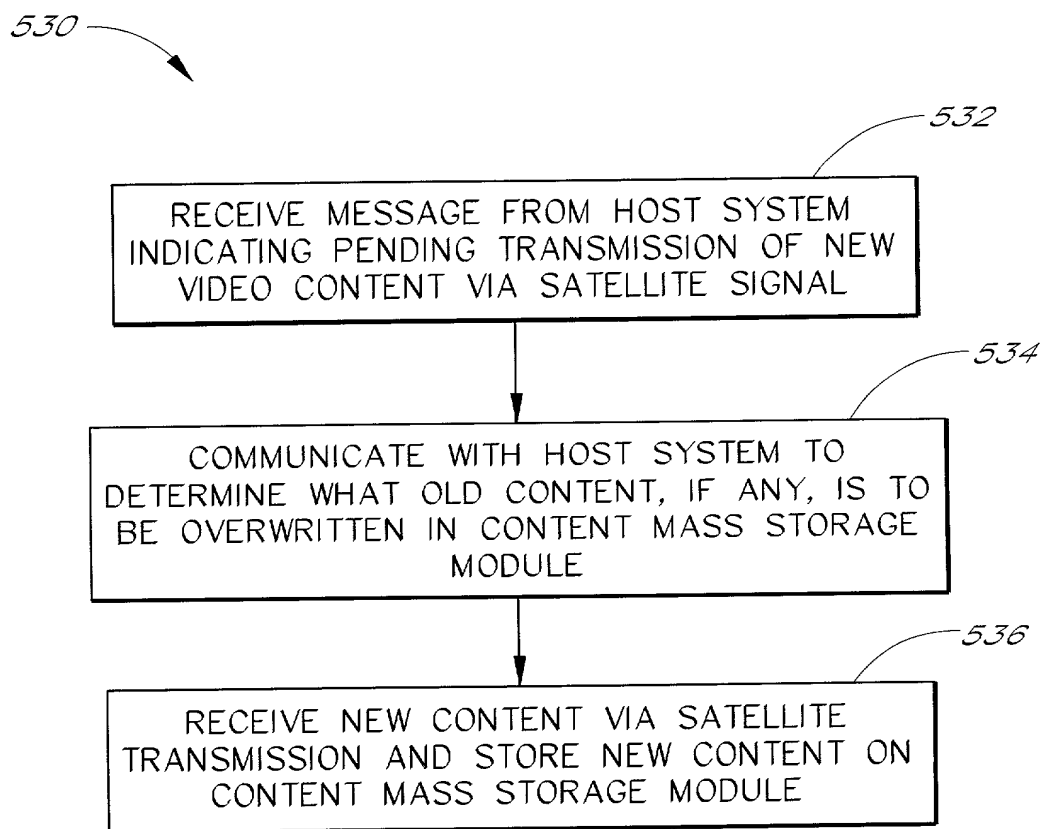 530
532
RECEIVE MESSAGE FROM HOST SYSTEM
INDICATING PENDING TRANSMISSION OF NEW
VIDEO CONTENT VIA SATELLITE SIGNAL
534
COMMUNICATE WITH HOST SYSTEM TO
DETERMINE WHAT OLD CONTENT, IF ANY, IS TO
BE OVERWRITTEN IN CONTENT MASS STORAGE
MODULE
536
RECEIVE NEW CONTENT VIA SATELLITE
TRANSMISSION AND STORE NEW CONTENT ON
CONTENT MASS STORAGE MODULE